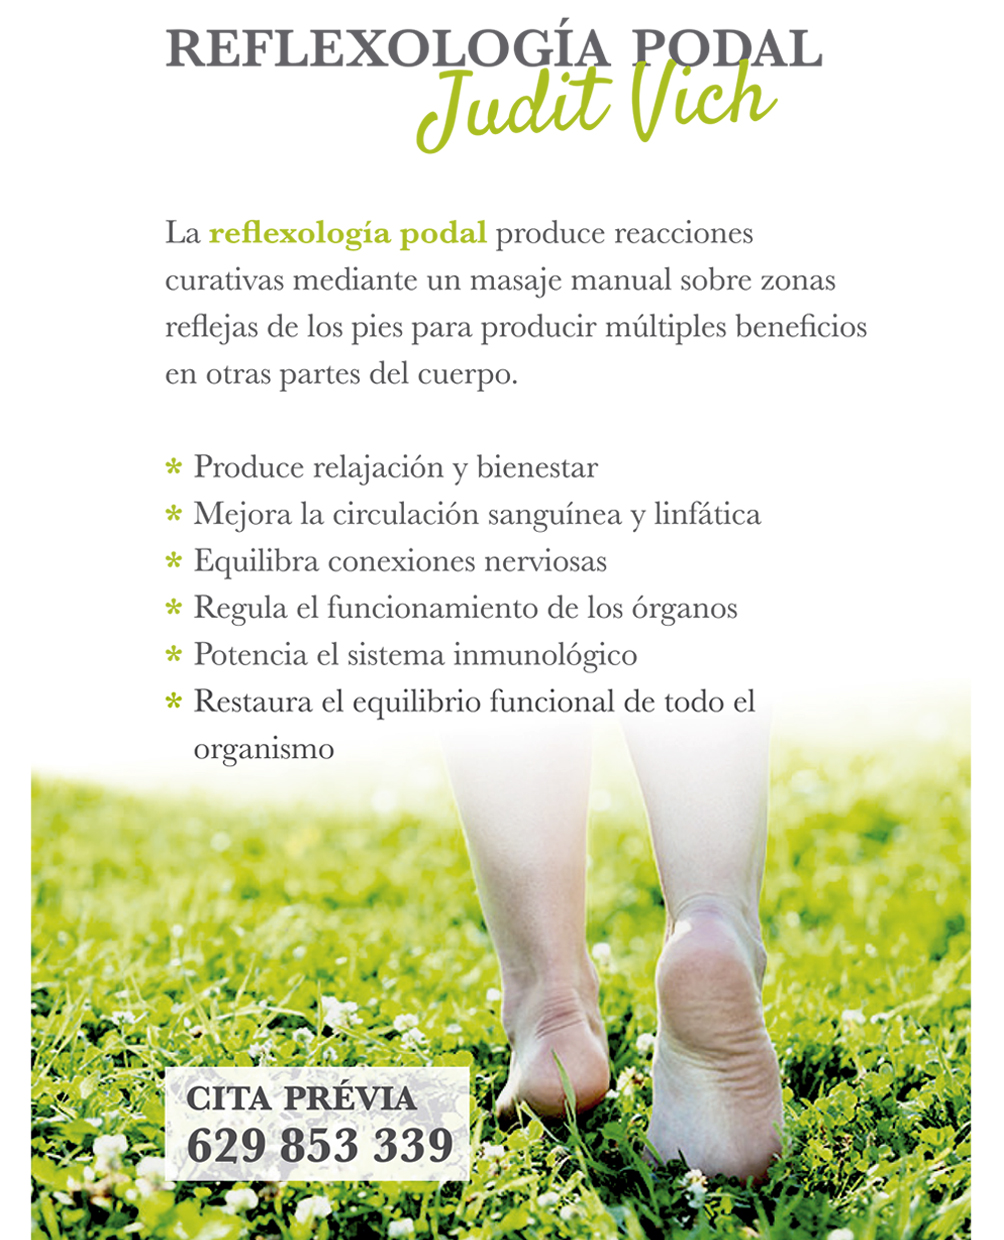 REFLEXOLOGÍA PODAL
Judit Vich
La reflexología podal produce reacciones
curativas mediante un masaje manual sobre zonas
reflejas de los pies para producir múltiples beneficios
en otras partes del cuerpo.
* Produce relajación y bienestar
* Mejora la circulación sanguínea y linfática
* Equilibra conexiones nerviosas
* Regula el funcionamiento de los órganos
* Potencia el sistema inmunológico
* Restaura el equilibrio funcional de todo el
organismo
CITA PRÉVIA
629 853 339